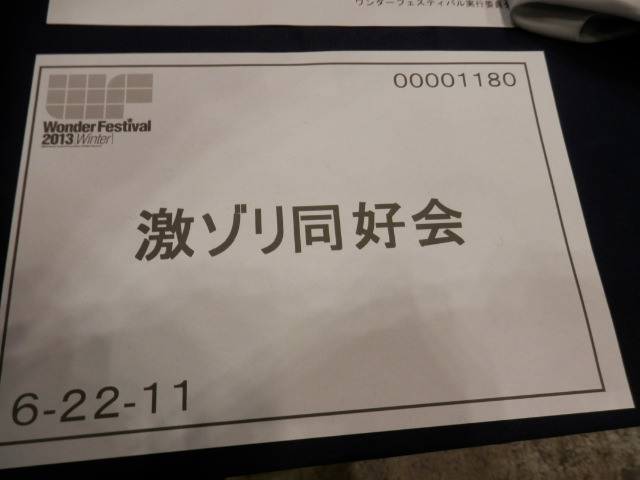 ワンダーフェスティバル実行委員会
00001180
Wonder Festival
2013 Winter
激ゾリ同好会
6-22-11